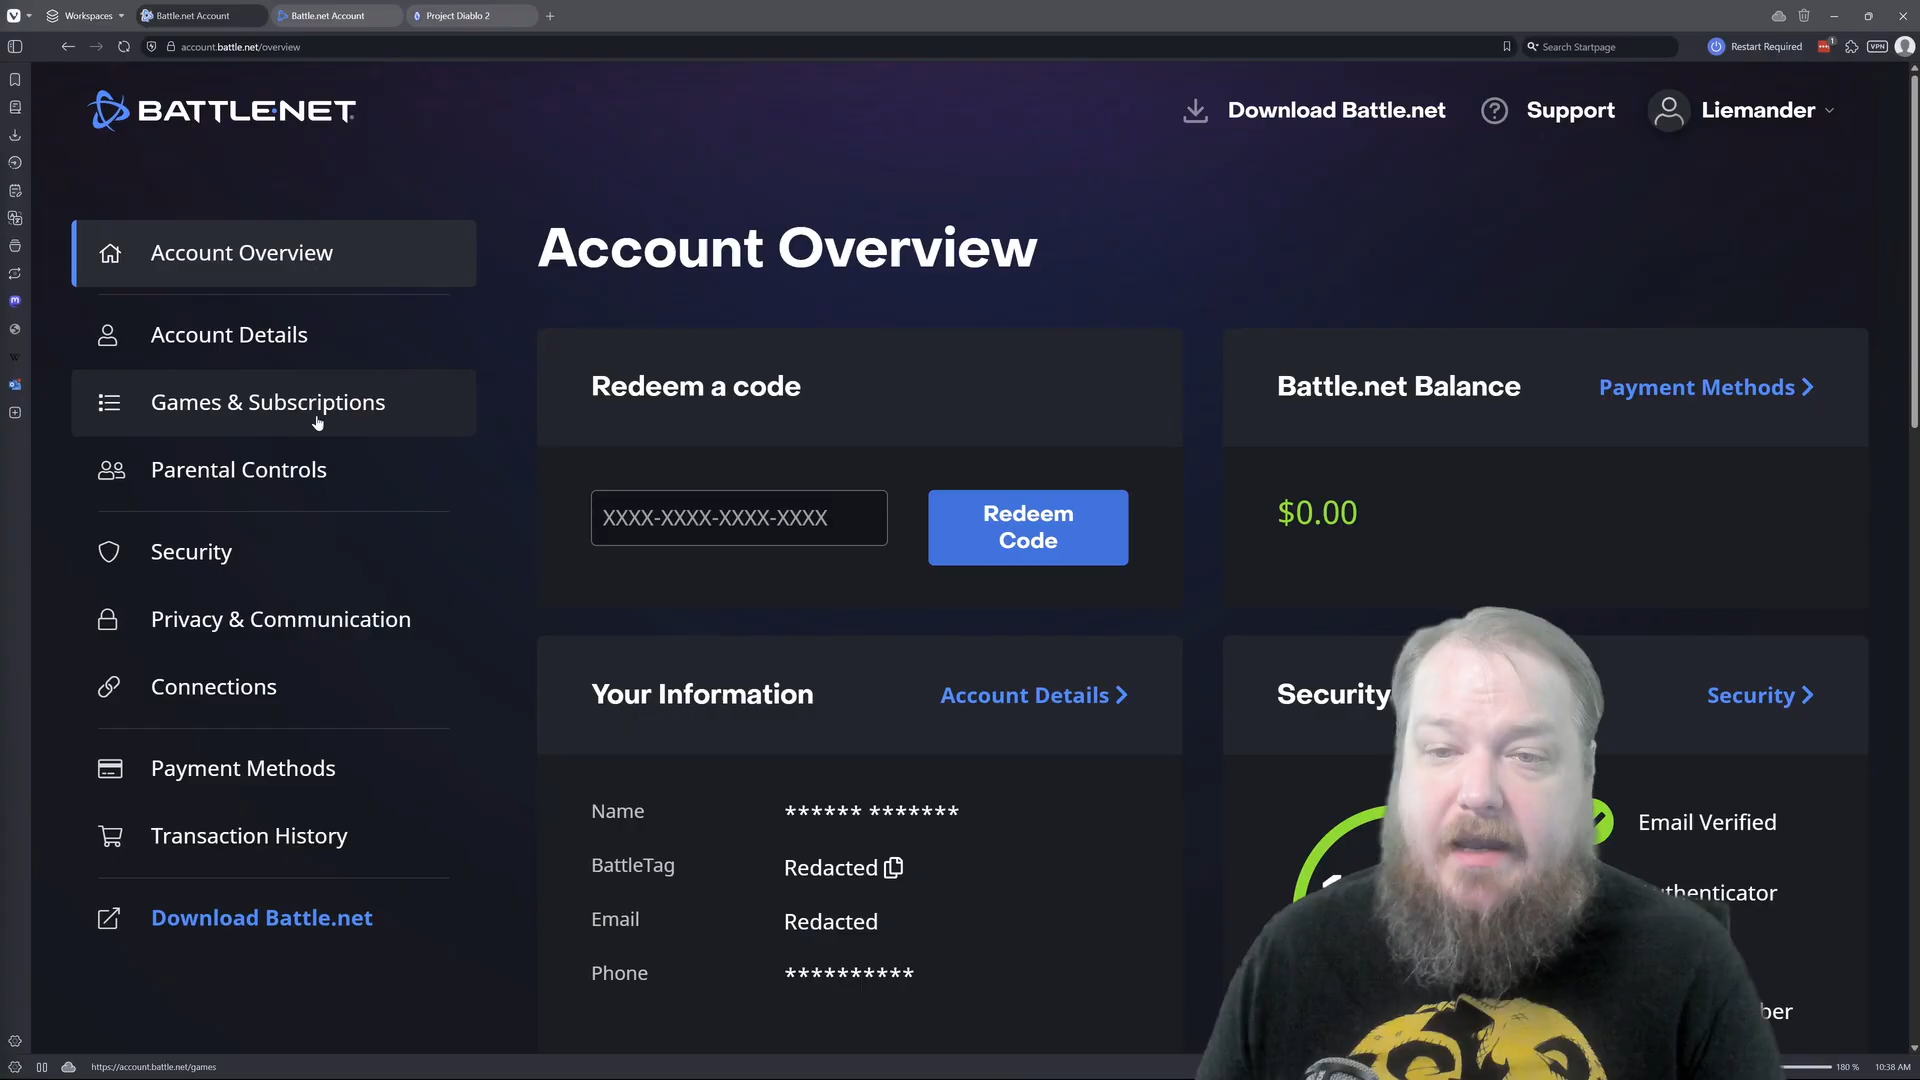 Workspaces
Battle.net Account
Battle.net Account
Project Diablo 2
account.battle.net/overview
Search Startpage
Restart Required
1
VPN
BATTLE.NET
Download Battle.net
Support
Liemander
Account Overview
Account Details
Games & Subscriptions
Parental Controls
Security
Privacy & Communication
Connections
Payment Methods
Transaction History
Download Battle.net
Account Overview
Redeem a code
XXXX-XXXX-XXXX-XXXX
Redeem
Code
Battle.net Balance
Payment Methods
$0.00
Your Information
Account Details
Name
****** *******
BattleTag
Redacted
Email
Redacted
Phone
**********
Security
Security
Email Verified
https://account.battle.net/games
180 %
10:38 AM